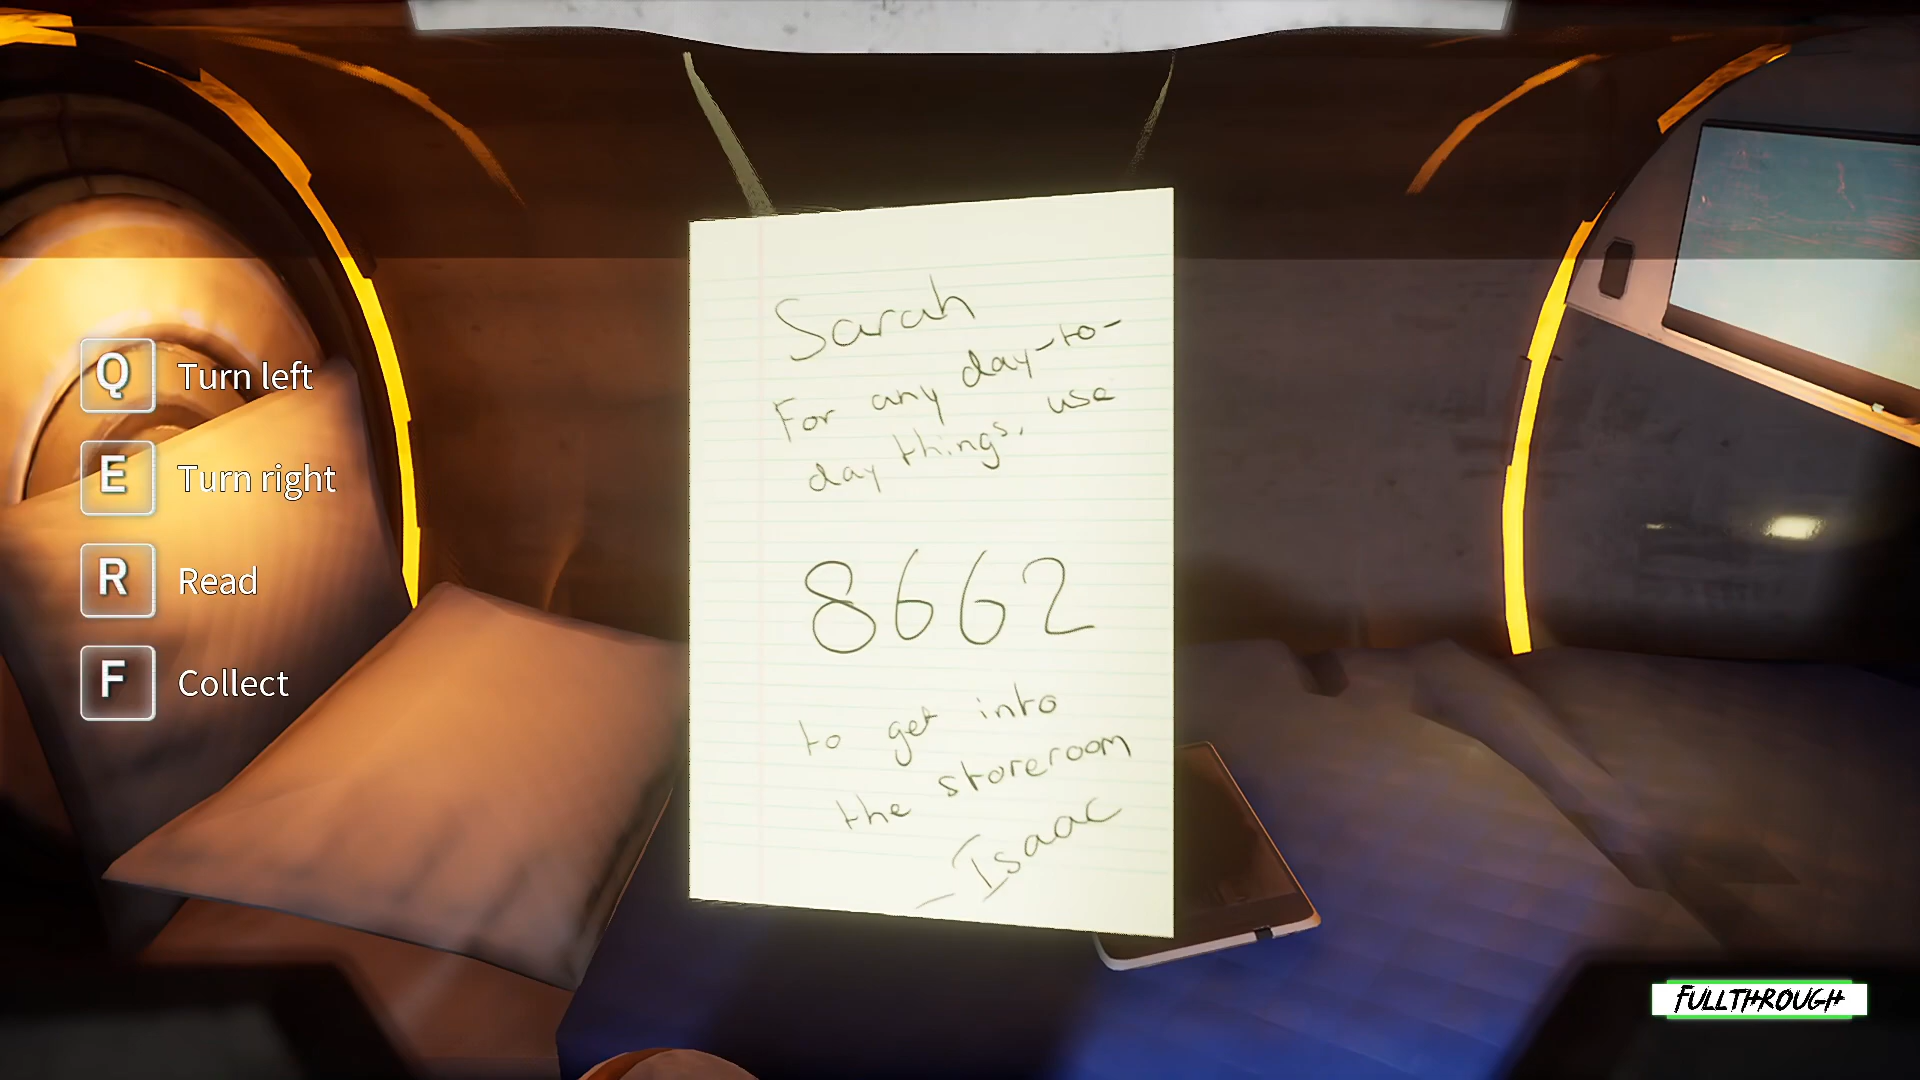 Sarah
For any day-to-
day things, use
8662
to get into
the storeroom
- Isaac
Q Turn left
E Turn right
R Read
F Collect
FULLTHROUGH